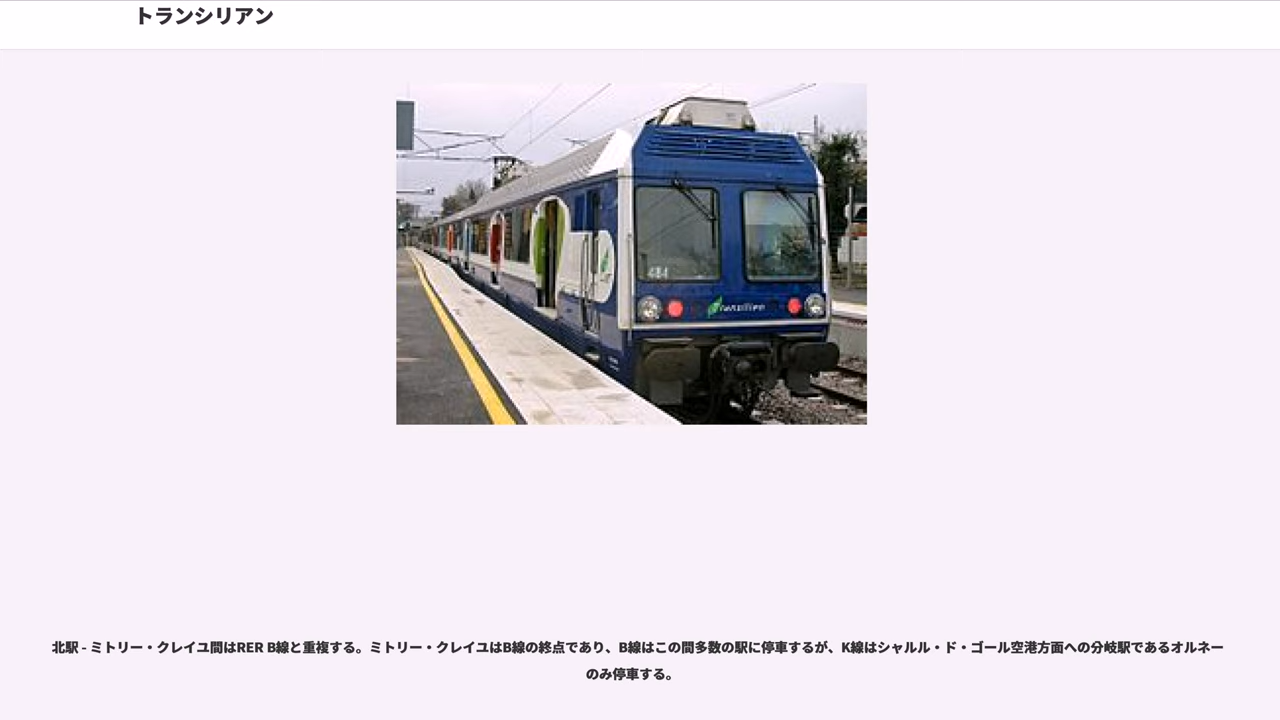 トランシリアン
484
Transilien
北駅 - ミトリー・クレイユ間はRER B線と重複する。ミトリー・クレイユはB線の終点であり、B線はこの間多数の駅に停車するが、K線はシャルル・ド・ゴール空港方面への分岐駅であるオルネー
のみ停車する。